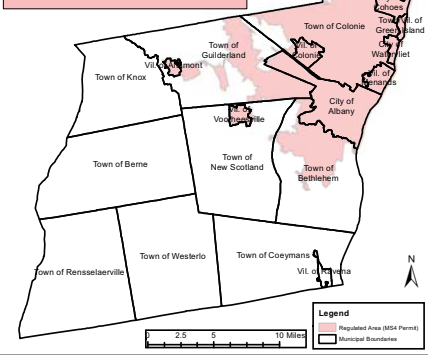 Cohoes
Town of Colonie
Town/Vil. of
Green Island
City of
Watervliet
Town of
Guilderland
Vil. of
Colonie
Vil. of Altamont
Vil. of
Menands
Town of Knox
City of
Albany
Vil. of
Voorheesville
Town of Berne
Town of
New Scotland
Town of
Bethlehem
Town of Westerlo
Town of Coeymans
Town of Rensselaerville
Vil. of Ravena
N
0 2.5 5 10 Miles
Legend
Regulated Area (MS4 Permit)
Municipal Boundaries